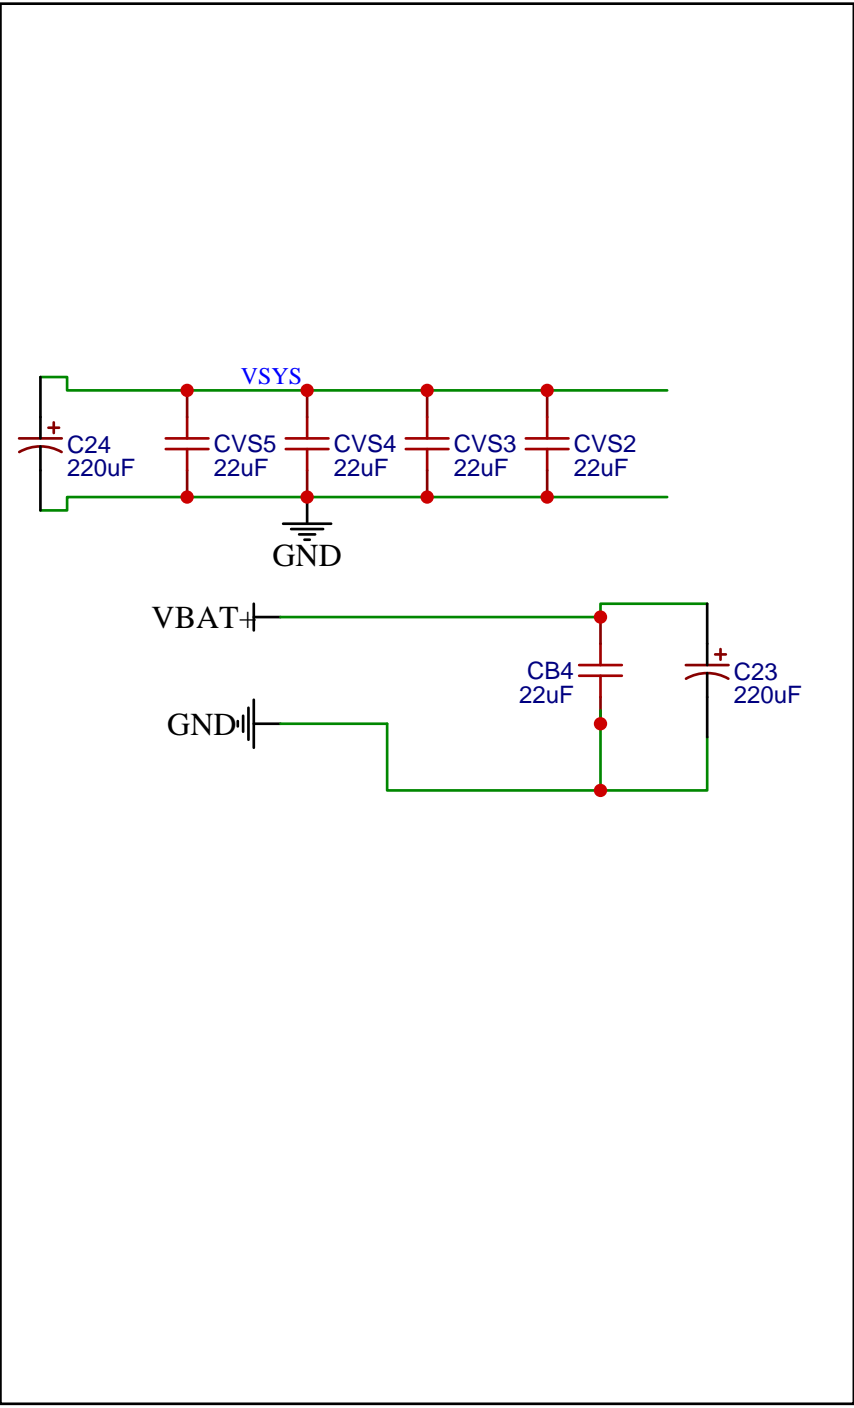 VSYS
+
C24
220uF
CVS5
22uF
CVS4
22uF
CVS3
22uF
CVS2
22uF
GND
VBAT+
CB4
22uF
+
C23
220uF
GND